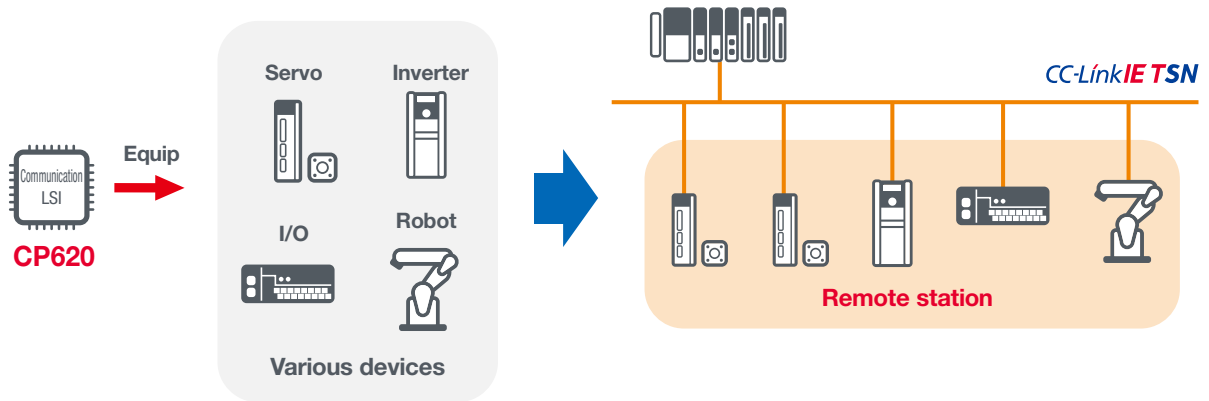 Communication
LSI
CP620
Equip
Servo
Inverter
I/O
Robot
Various devices
CC-Link IE TSN
Remote station